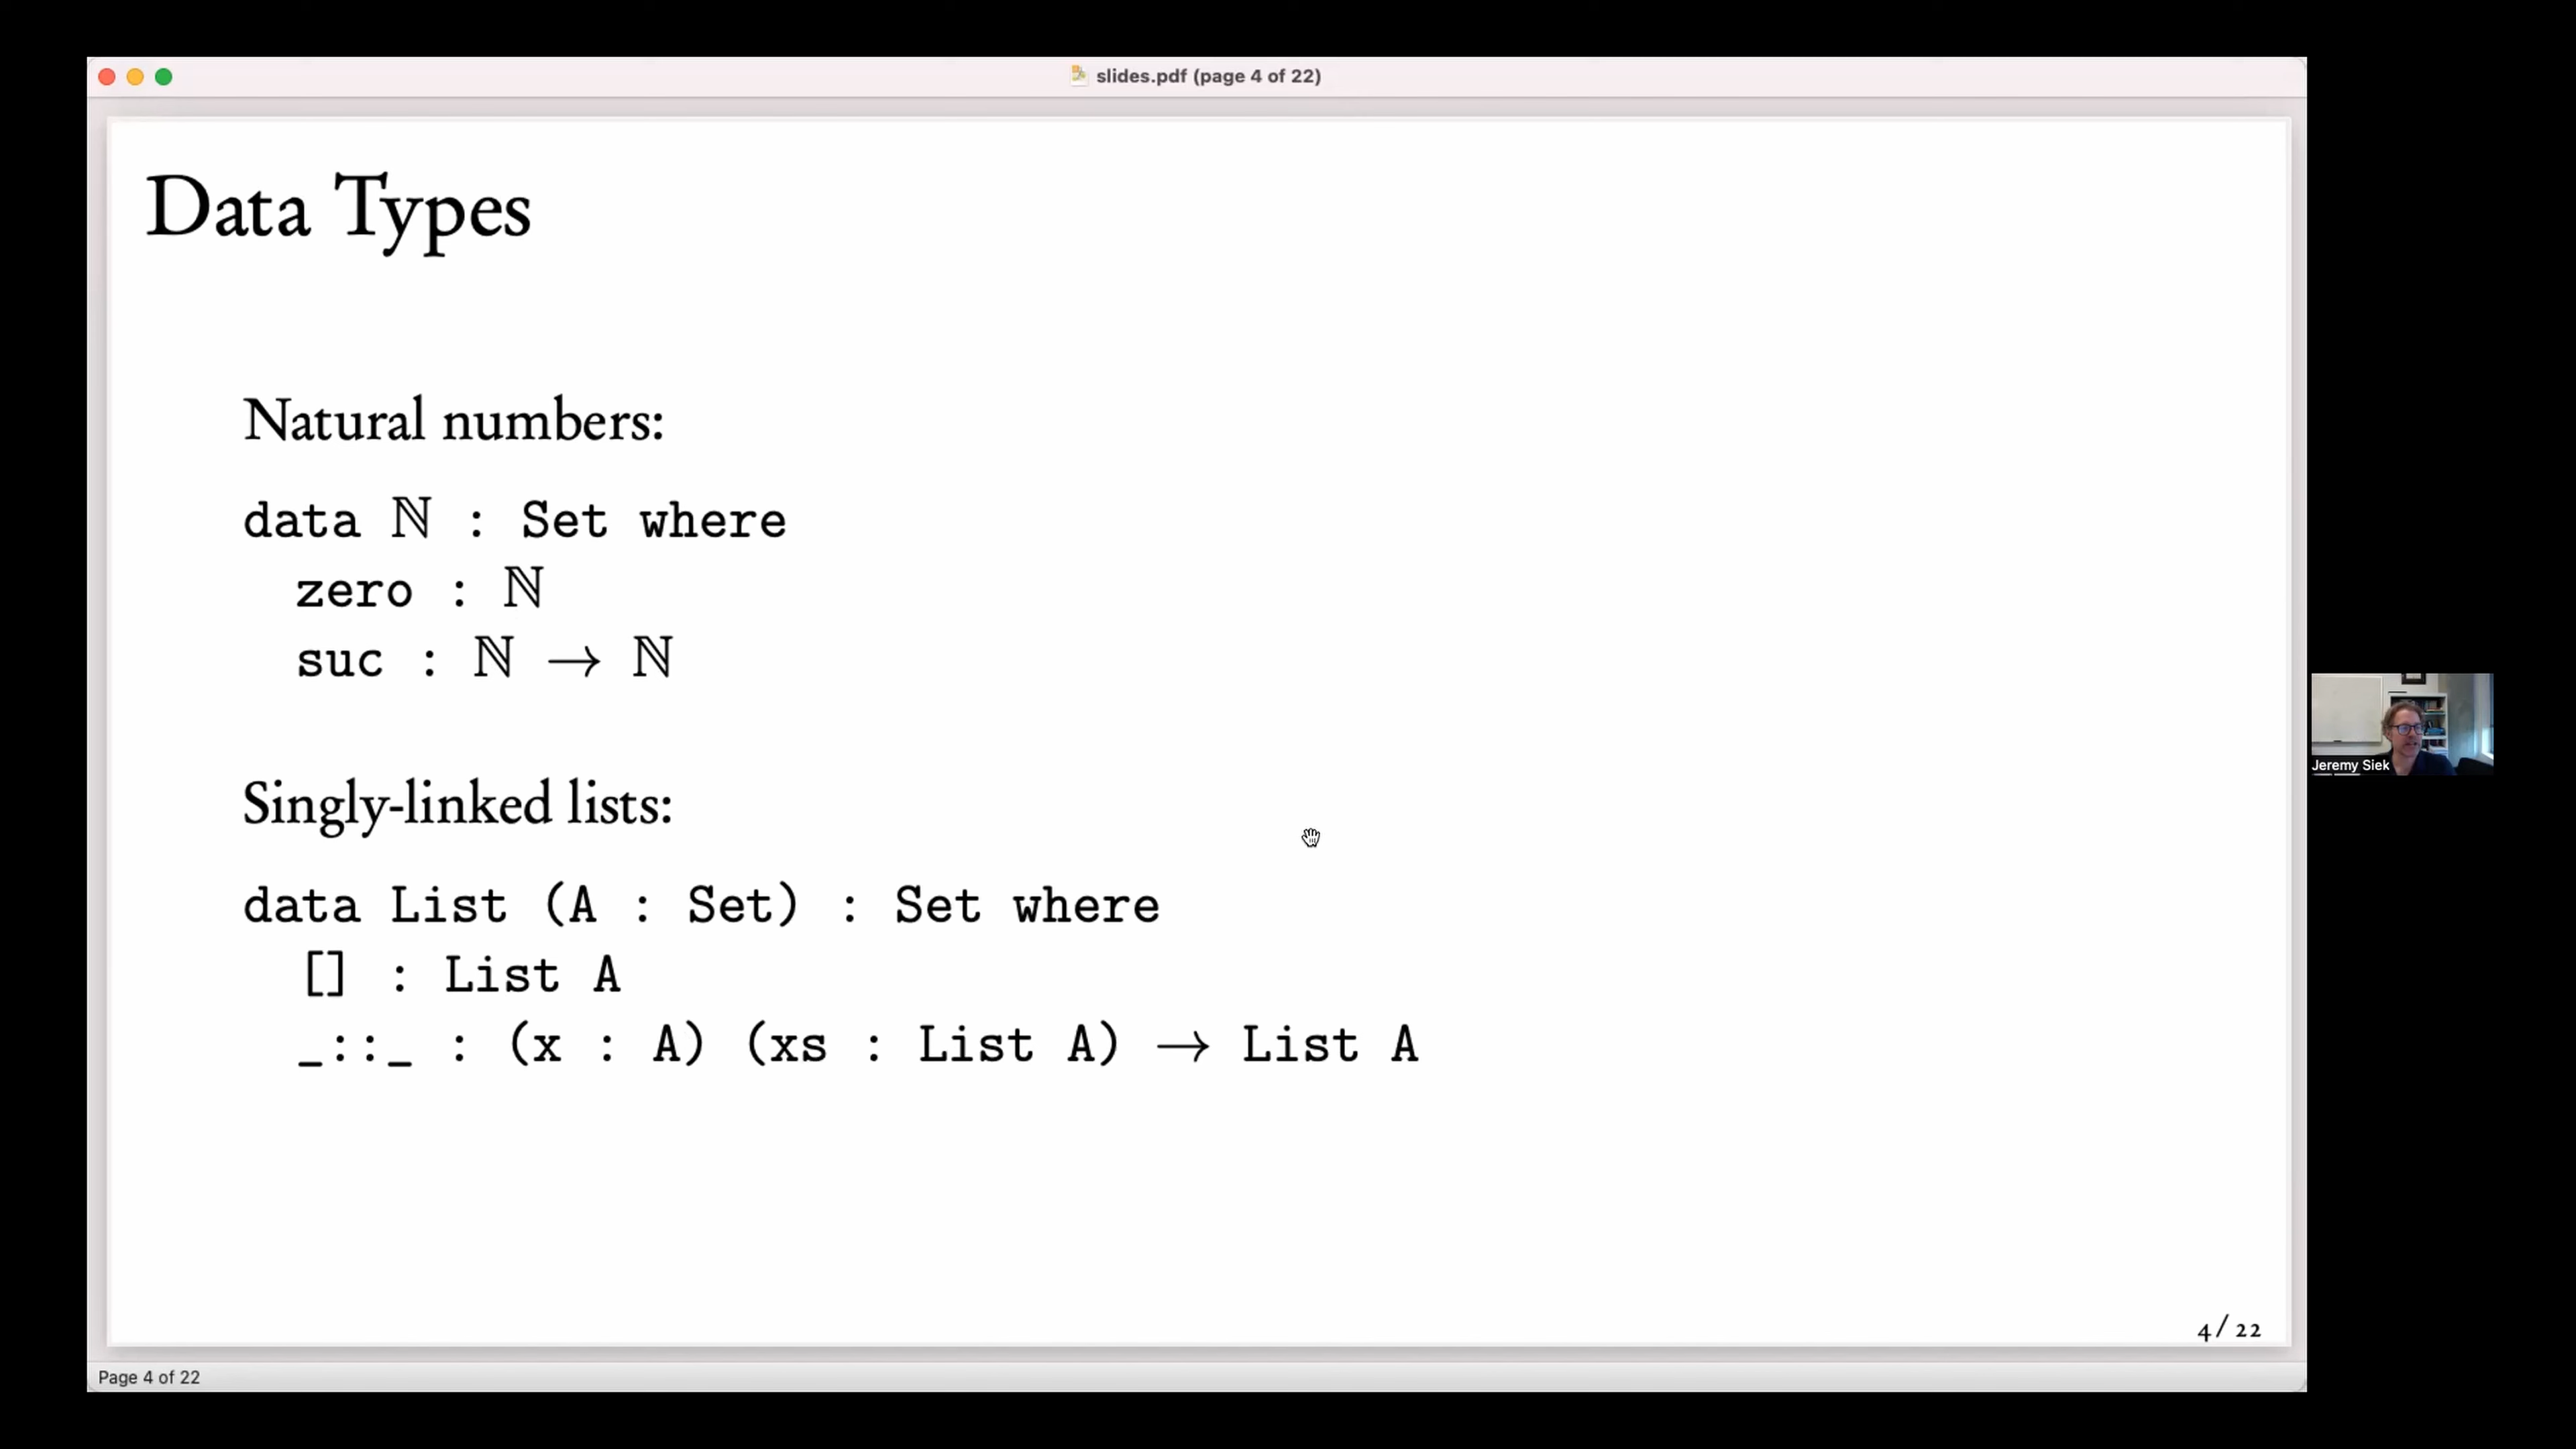 slides.pdf (page 4 of 22)
Data Types
Natural numbers:
data ℕ : Set where
zero : ℕ
suc : ℕ → ℕ
Singly-linked lists:
data List (A : Set) : Set where
[] : List A
_::_ : (x : A) (xs : List A) → List A
4/22
Page 4 of 22
Jeremy Siek